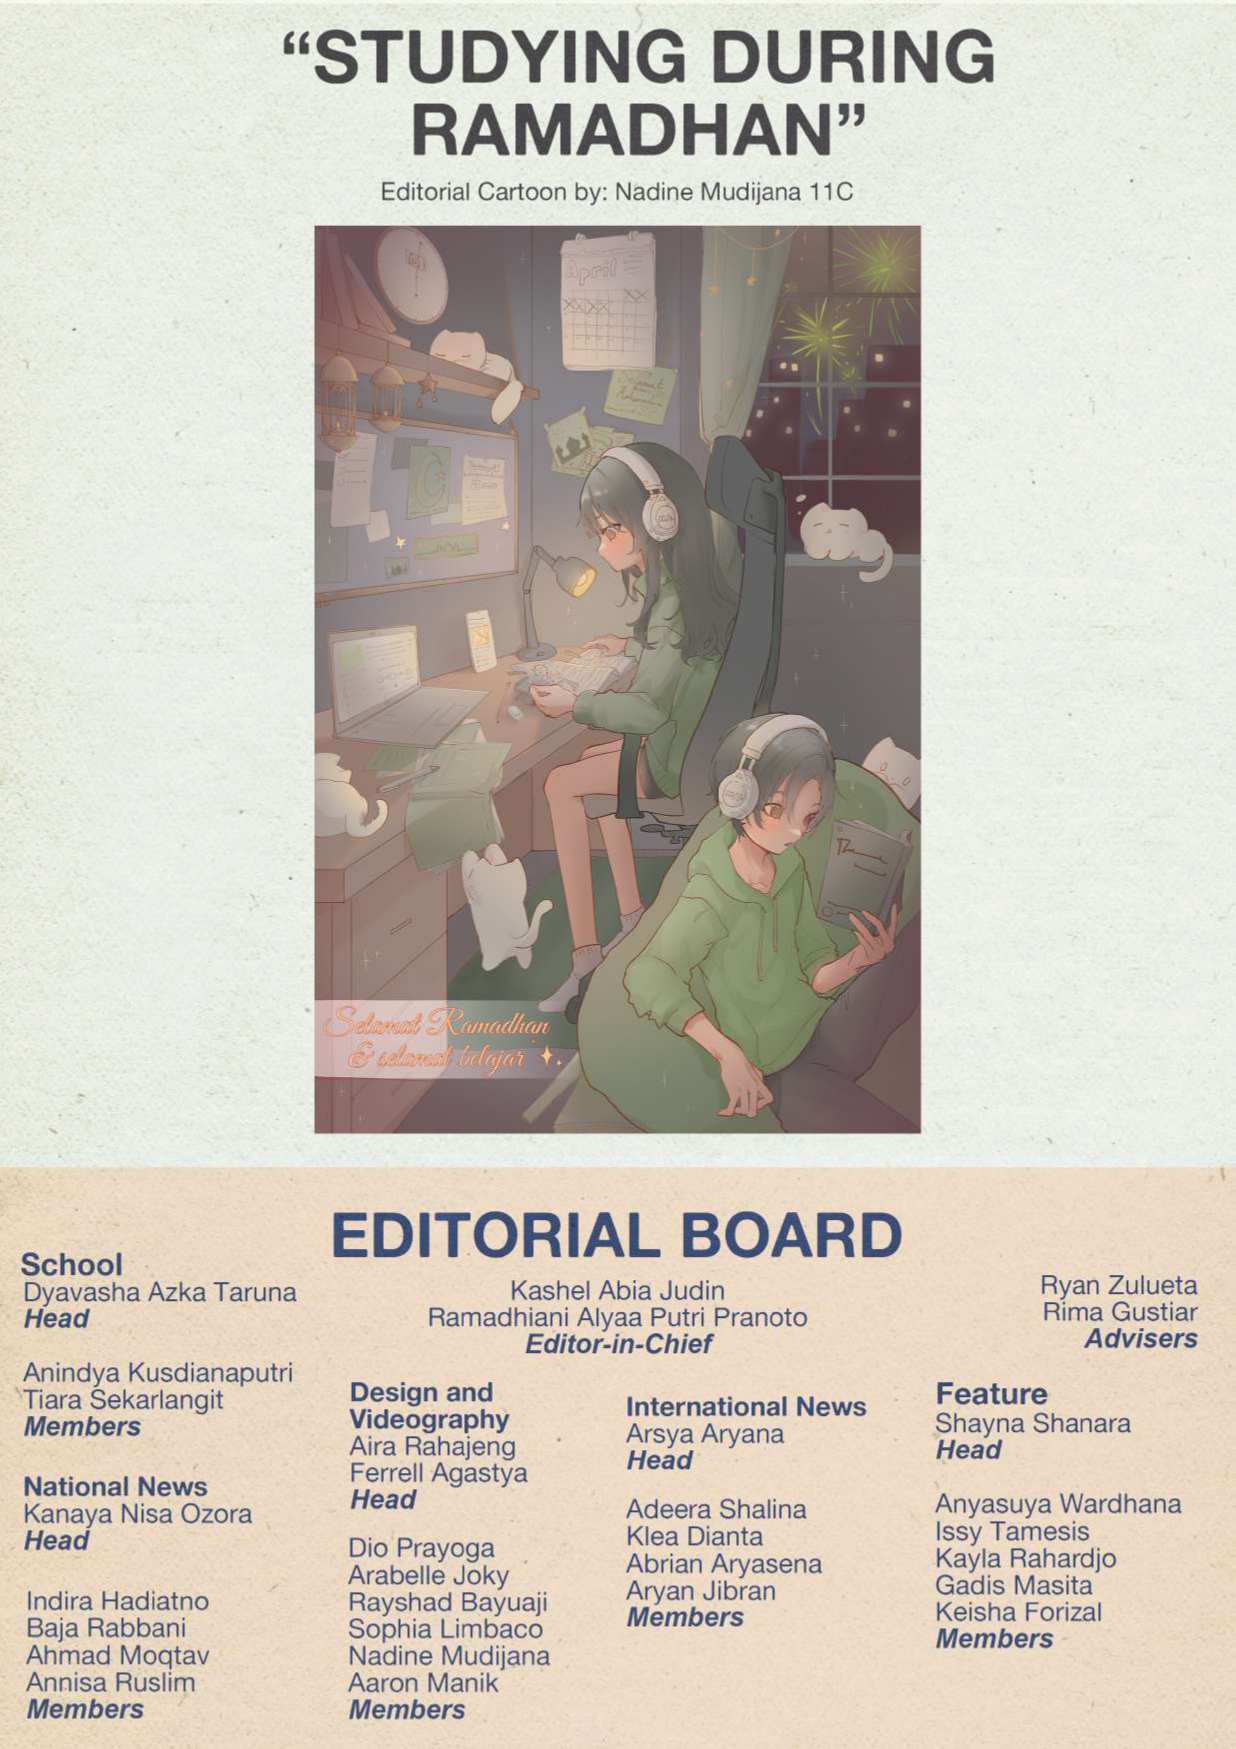 “STUDYING DURING
RAMADHAN”
Editorial Cartoon by: Nadine Mudijana 11C
April
Selamat
Ramadhan
Selamat Ramadhan
& selamat belajar
EDITORIAL BOARD
School
Dyavasha Azka Taruna
Head
Anindya Kusdianaputri
Tiara Sekarlangit
Members
National News
Kanaya Nisa Ozora
Head
Indira Hadiatno
Baja Rabbani
Ahmad Moqtav
Annisa Ruslim
Members
Kashel Abia Judin
Ramadhiani Alyaa Putri Pranoto
Editor-in-Chief
Design and
Videography
Aira Rahajeng
Ferrell Agastya
Head
Dio Prayoga
Arabelle Joky
Rayshad Bayuaji
Sophia Limbaco
Nadine Mudijana
Aaron Manik
Members
International News
Arsya Aryana
Head
Adeera Shalina
Klea Dianta
Abrian Aryasena
Aryan Jibran
Members
Ryan Zulueta
Rima Gustiar
Advisers
Feature
Shayna Shanara
Head
Anyasuya Wardhana
Issy Tamesis
Kayla Rahardjo
Gadis Masita
Keisha Forizal
Members